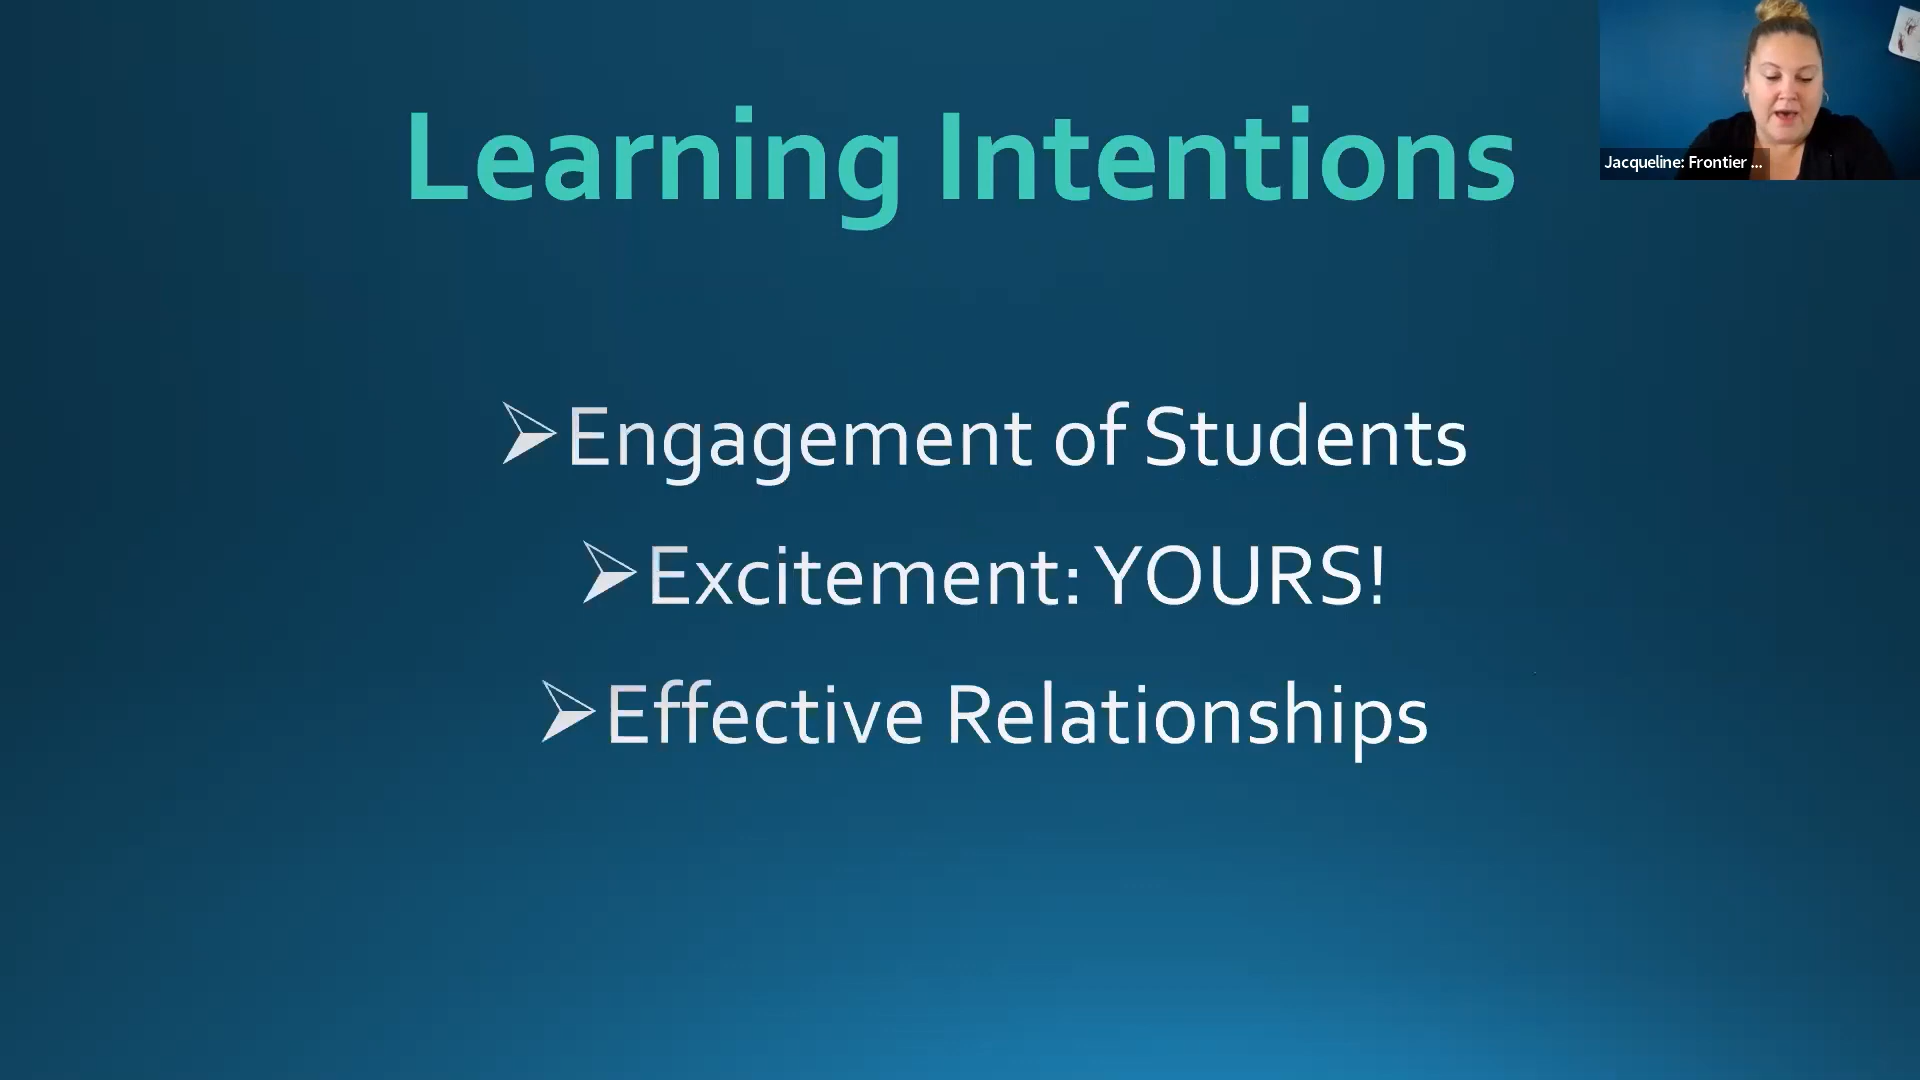 Learning Intentions
Jacqueline: Frontier ...
➢Engagement of Students
➢Excitement: YOURS!
➢Effective Relationships